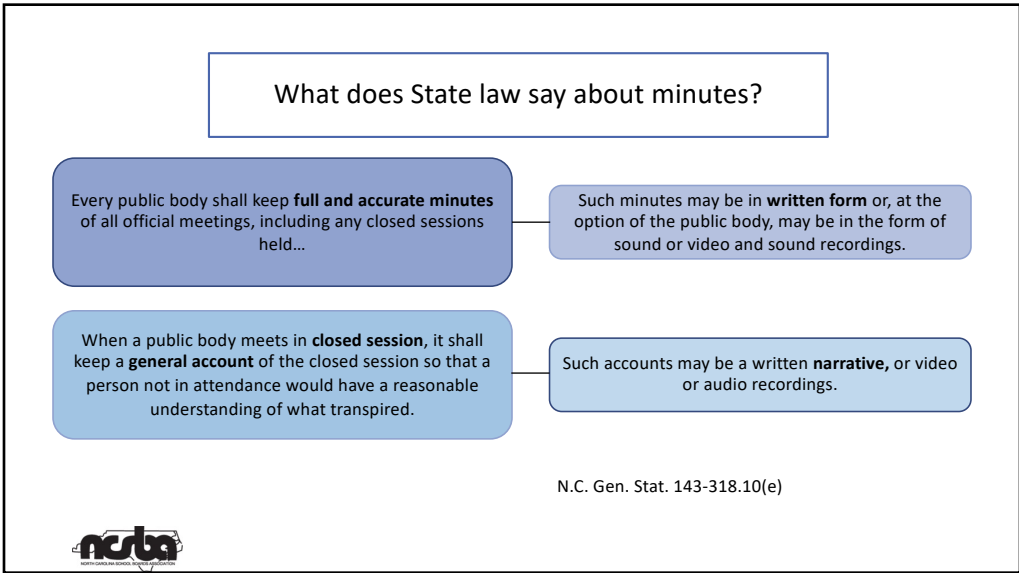 What does State law say about minutes?
Every public body shall keep full and accurate minutes
of all official meetings, including any closed sessions
held…
Such minutes may be in written form or, at the
option of the public body, may be in the form of
sound or video and sound recordings.
When a public body meets in closed session, it shall
keep a general account of the closed session so that a
person not in attendance would have a reasonable
understanding of what transpired.
Such accounts may be a written narrative, or video
or audio recordings.
N.C. Gen. Stat. 143-318.10(e)
ncsba
NORTH CAROLINA SCHOOL BOARDS ASSOCIATION